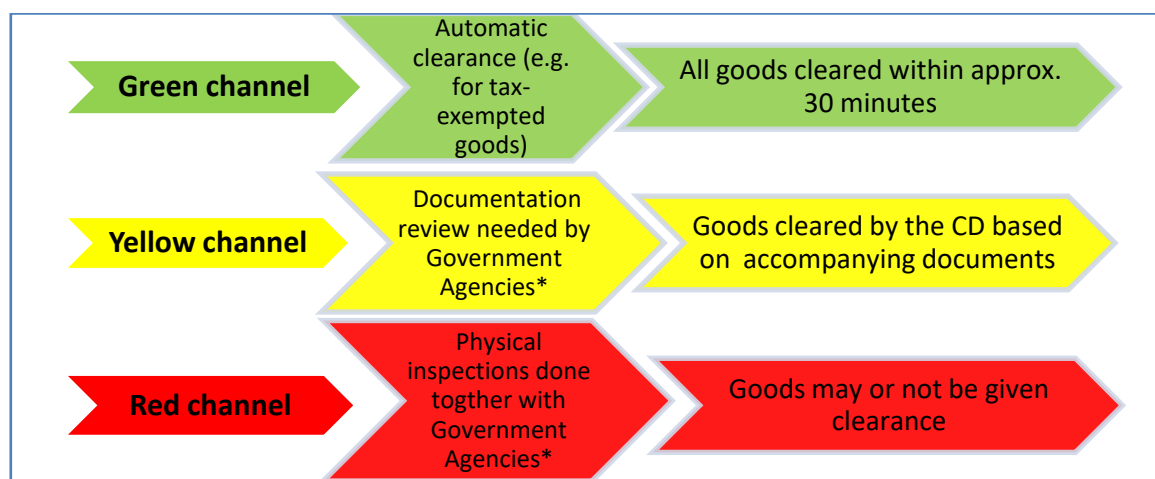 Green channel
Automatic
clearance (e.g.
for tax-
exempted
goods)
All goods cleared within approx.
30 minutes
Yellow channel
Documentation
review needed by
Government
Agencies*
Goods cleared by the CD based
on accompanying documents
Red channel
Physical
inspections done
togther with
Government
Agencies*
Goods may or not be given
clearance